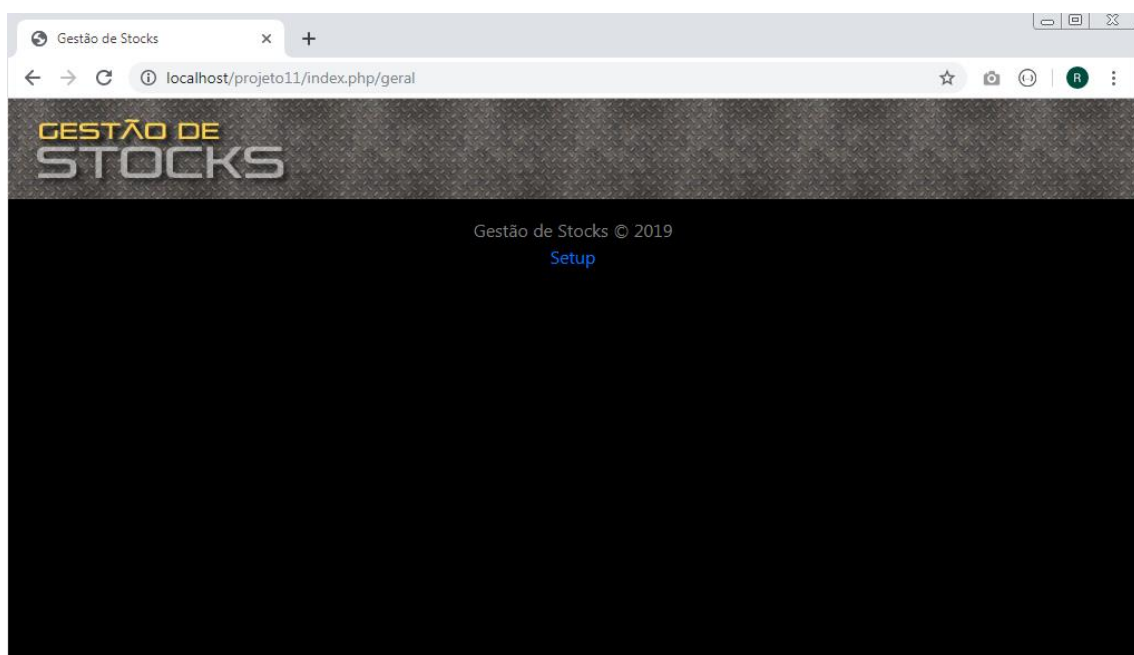 Gestão de Stocks
localhost/projeto11/index.php/geral
R
GESTÃO DE
STOCKS
Gestão de Stocks © 2019
Setup